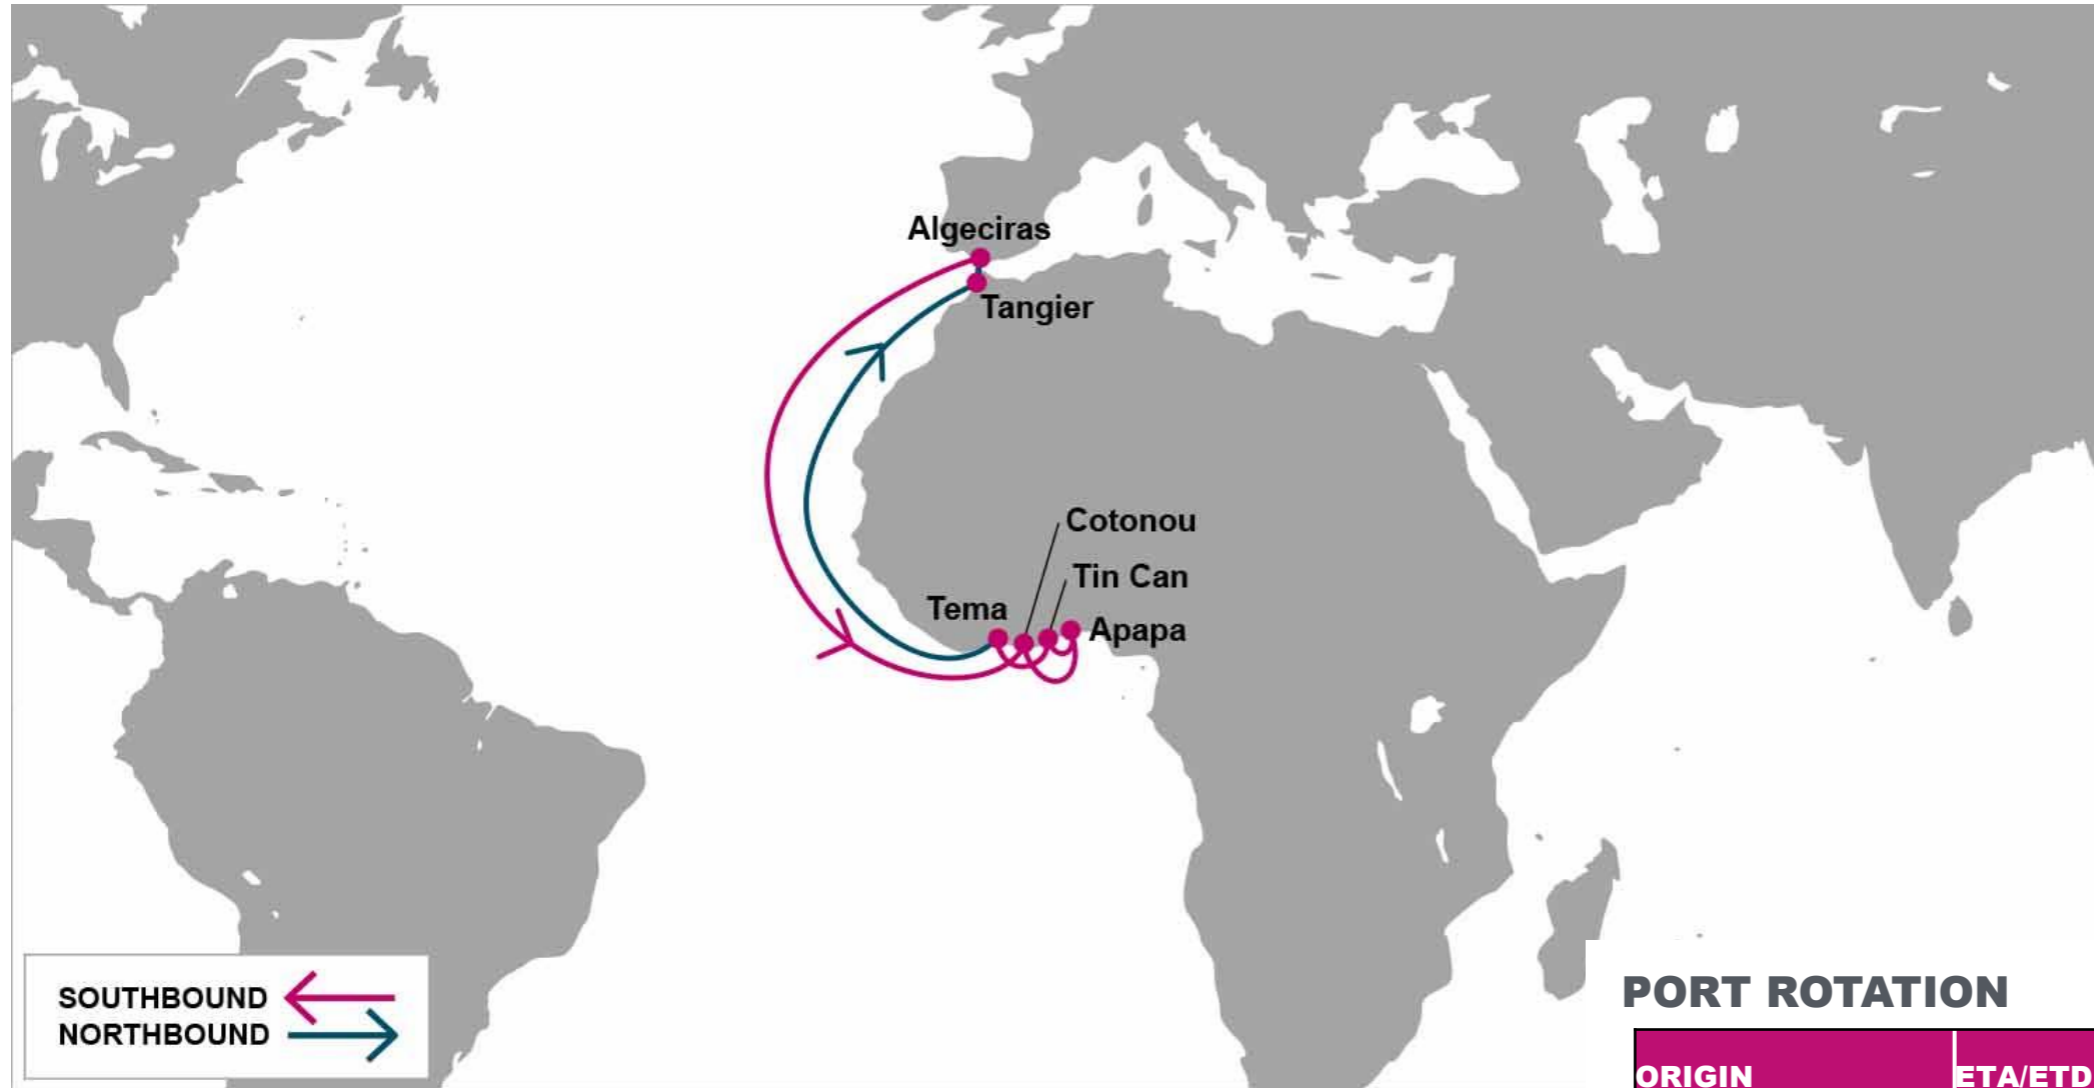 Algeciras
Tangier
Cotonou
Tin Can
Tema
Apapa
SOUTHBOUND
NORTHBOUND
PORT ROTATION
ORIGIN ETA/ETD